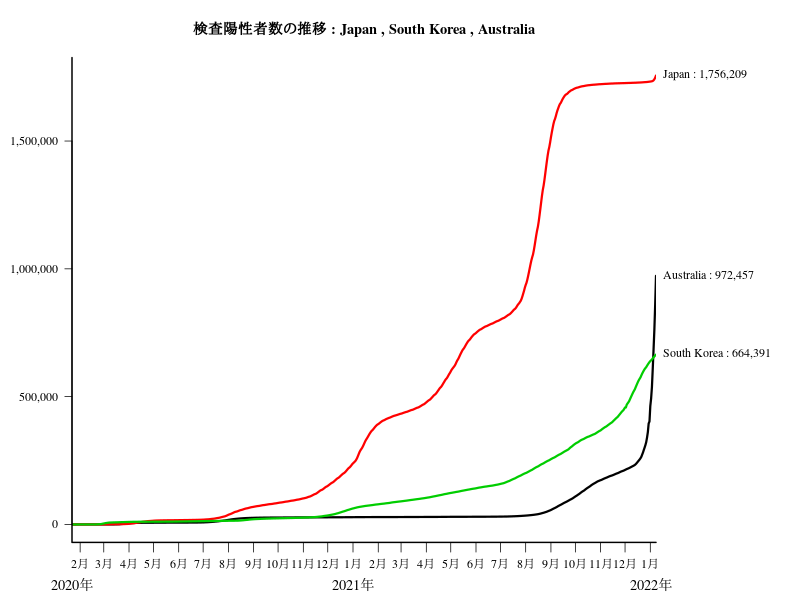 検査陽性者数の推移 : Japan , South Korea , Australia
Japan : 1,756,209
1,500,000
1,000,000
Australia : 972,457
South Korea : 664,391
500,000
0
2月 3月 4月 5月 6月 7月 8月 9月 10月 11月 12月 1月 2月 3月 4月 5月 6月 7月 8月 9月 10月 11月 12月 1月
2020年 2021年 2022年